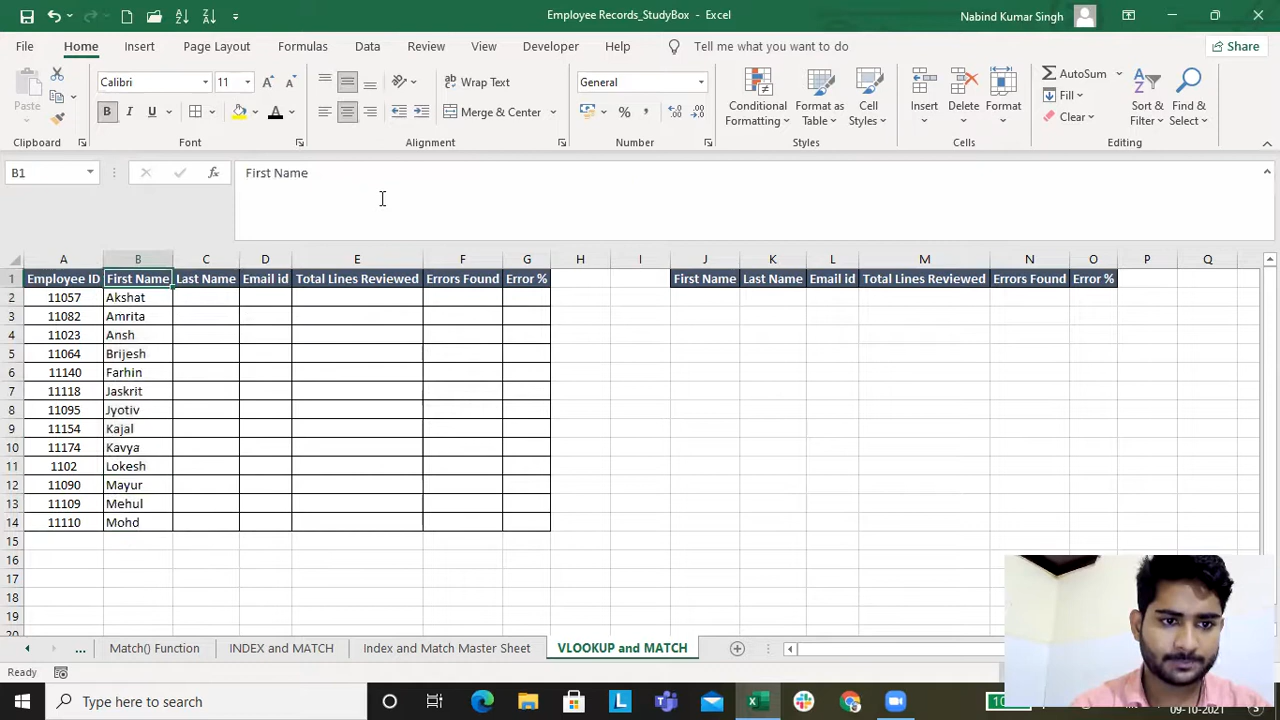 Employee Records_StudyBox - Excel
Nabind Kumar Singh
File Home Insert Page Layout Formulas Data Review View Developer Help Tell me what you want to do Share
Paste
Calibri 11
B I U A
Wrap Text
Merge & Center
General
Conditional Formatting
Format as Table
Cell Styles
Insert
Delete
Format
AutoSum
Fill
Clear
Sort & Filter
Find & Select
Clipboard Font Alignment Number Styles Cells Editing
B1 fx First Name
A B C D E F G H I J K L M N O P Q
1 Employee ID First Name Last Name Email id Total Lines Reviewed Errors Found Error % First Name Last Name Email id Total Lines Reviewed Errors Found Error %
2 11057 Akshat
3 11082 Amrita
4 11023 Ansh
5 11064 Brijesh
6 11140 Farhin
7 11118 Jaskrit
8 11095 Jyotiv
9 11154 Kajal
10 11174 Kavya
11 1102 Lokesh
12 11090 Mayur
13 11109 Mehul
14 11110 Mohd
15
16
17
18
19
... Match() Function INDEX and MATCH Index and Match Master Sheet VLOOKUP and MATCH
Ready
Type here to search
09-10-2021